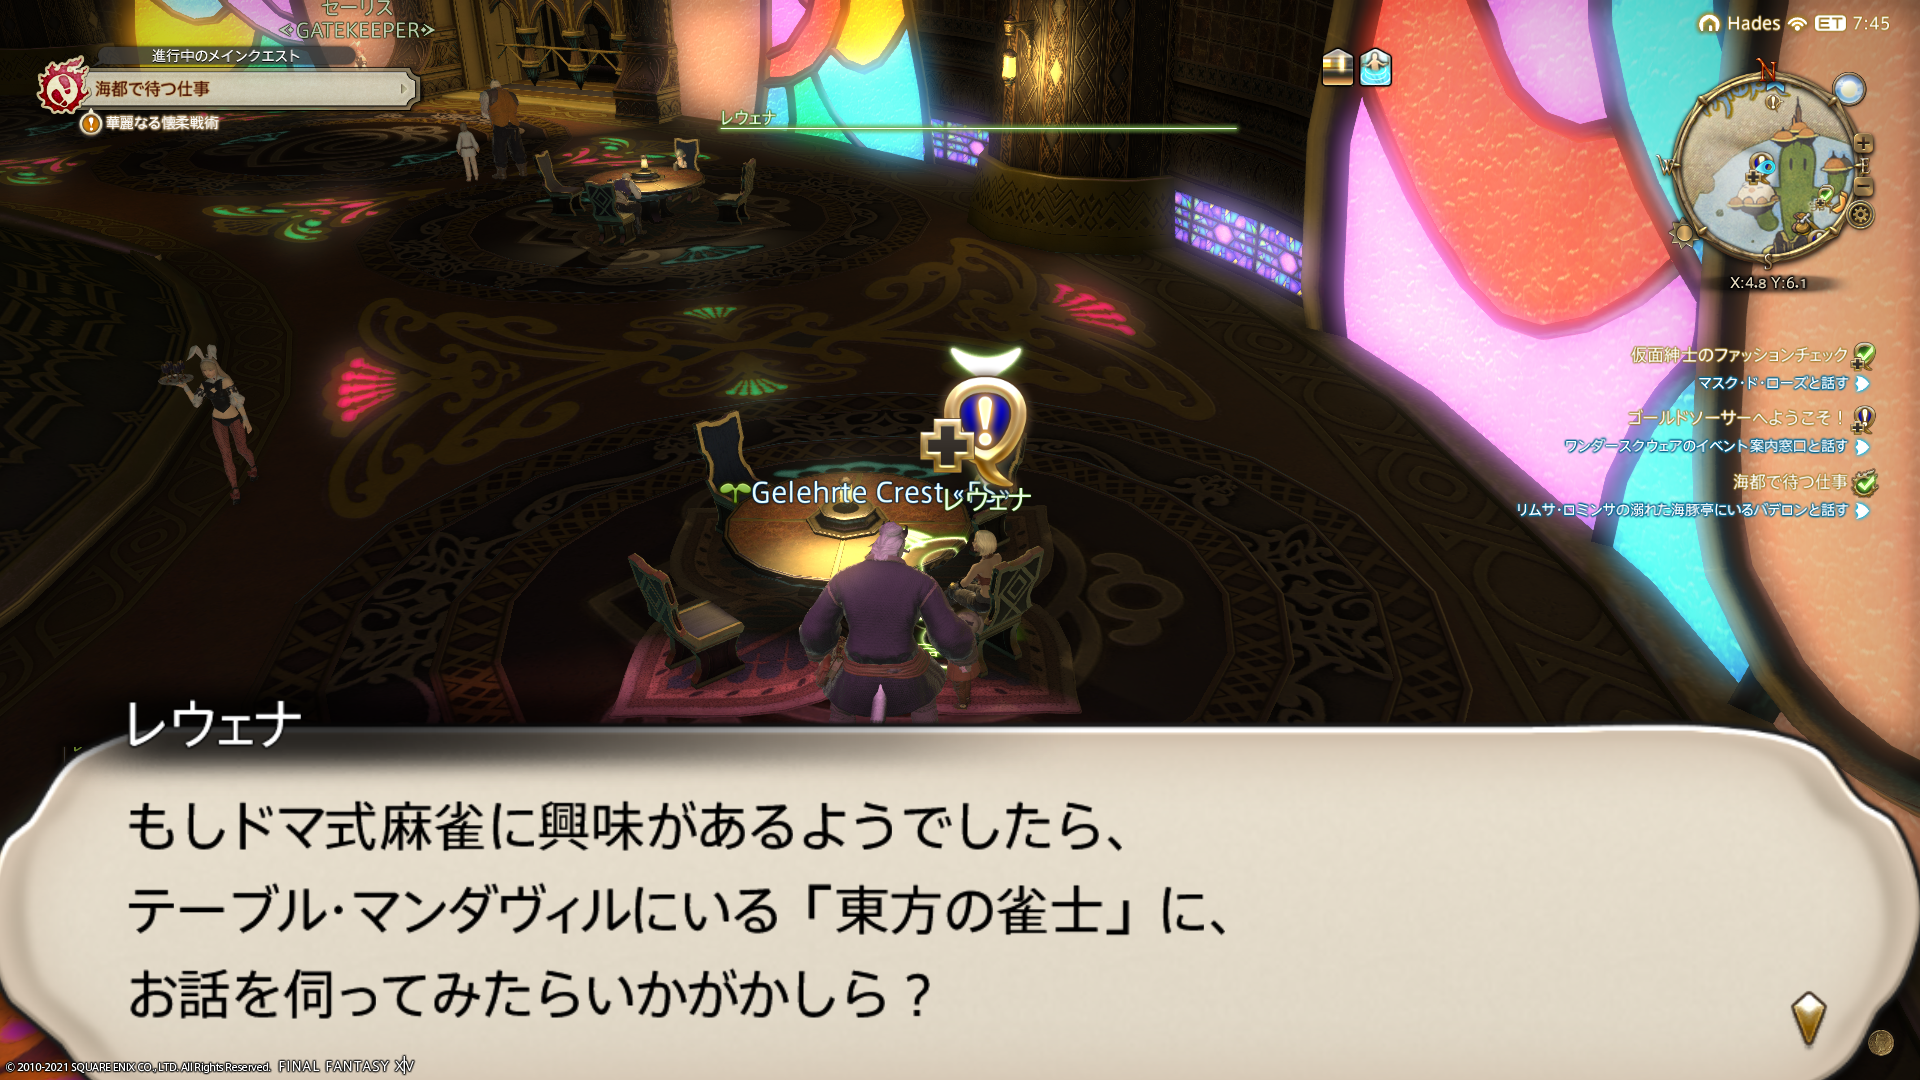 セーリス
<GATEKEEPER>
進行中のメインクエスト
海都で待つ仕事
華麗なる懐柔戦術
レウェナ
Hades ET 7:45
N
W
E
S
X:4.8 Y:6.1
仮面紳士のファッションチェック
マスク・ド・ローズと話す
ゴールドソーサーへようこそ！
ワンダースクウェアのイベント案内窓口と話す
海都で待つ仕事
リムサ・ロミンサの溺れた海豚亭にいるバデロンと話す
Gelehrte Crest
レウェナ
レウェナ
もしドマ式麻雀に興味があるようでしたら、
テーブル・マンダヴィルにいる「東方の雀士」に、
お話を伺ってみたらいかがかしら？
© 2010-2021 SQUARE ENIX CO., LTD. All Rights Reserved. FINAL FANTASY XIV